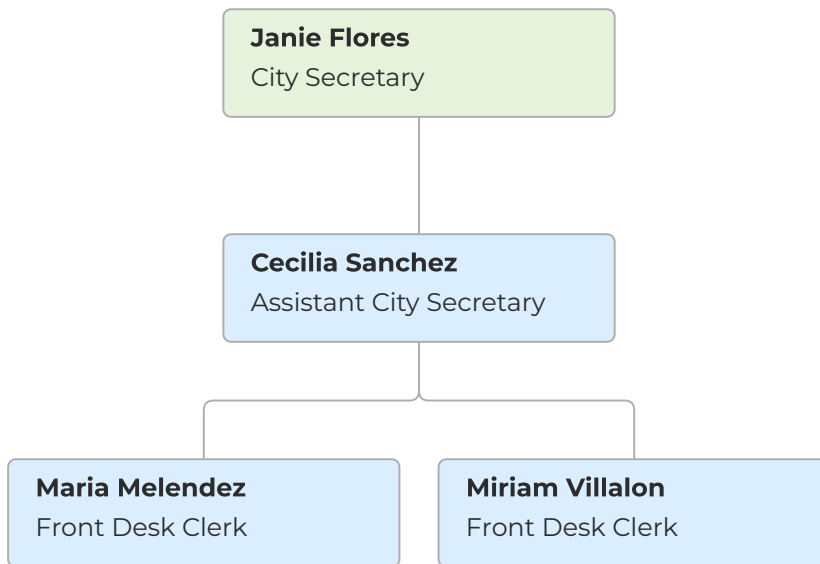 Janie Flores
City Secretary
Cecilia Sanchez
Assistant City Secretary
Maria Melendez
Front Desk Clerk
Miriam Villalon
Front Desk Clerk